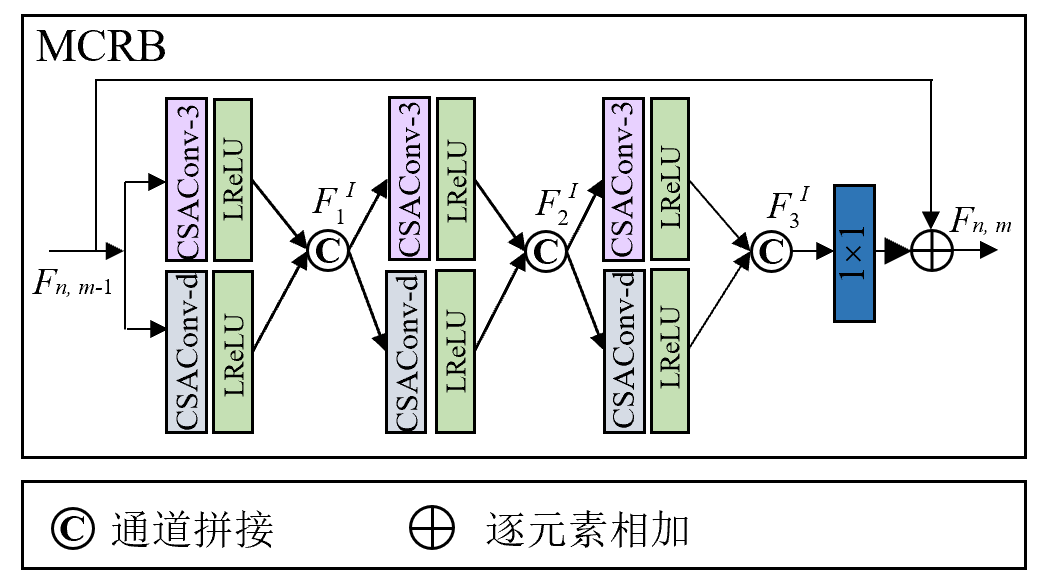 MCRB
CSAConv-3
LReLU
CSAConv-3
LReLU
CSAConv-3
LReLU
F₁ᴵ
F₂ᴵ
F₃ᴵ
Fn, m
C
C
C
1×1
Fn, m-1
CSAConv-d
LReLU
CSAConv-d
LReLU
CSAConv-d
LReLU
C 通道拼接
逐元素相加